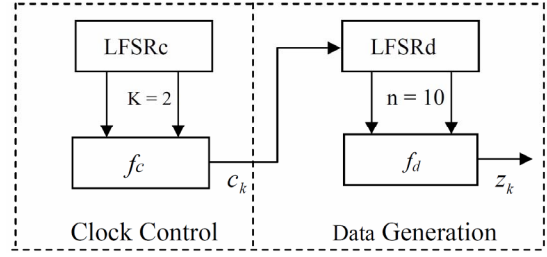 LFSRc
LFSRd
K = 2
n = 10
fc
fd
ck
zk
Clock Control
Data Generation